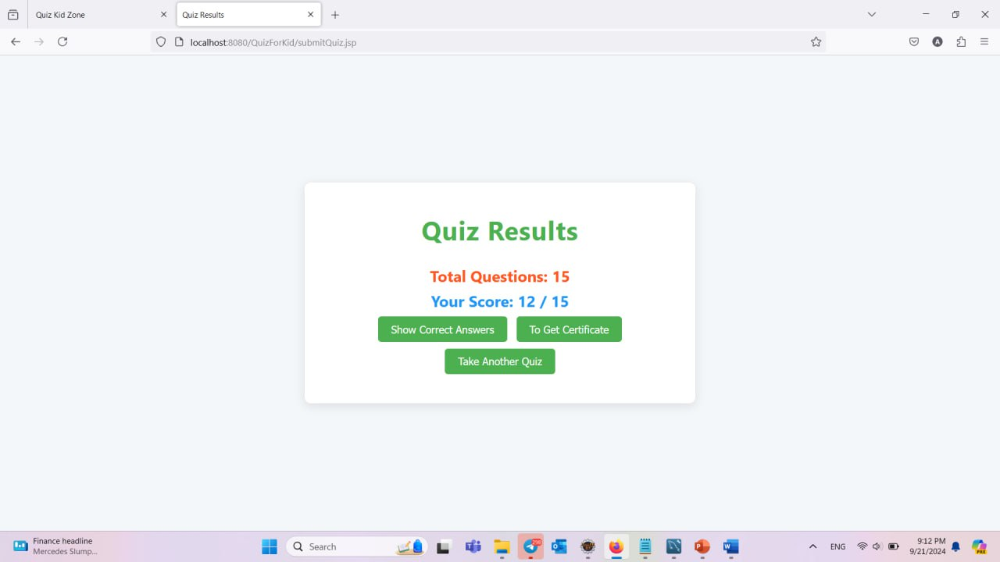 Quiz Kid Zone
Quiz Results
localhost:8080/QuizForKid/submitQuiz.jsp
A
Quiz Results
Total Questions: 15
Your Score: 12 / 15
Show Correct Answers
To Get Certificate
Take Another Quiz
Finance headline
Mercedes Slump...
Search
298
ENG
9:12 PM
9/21/2024
PRE